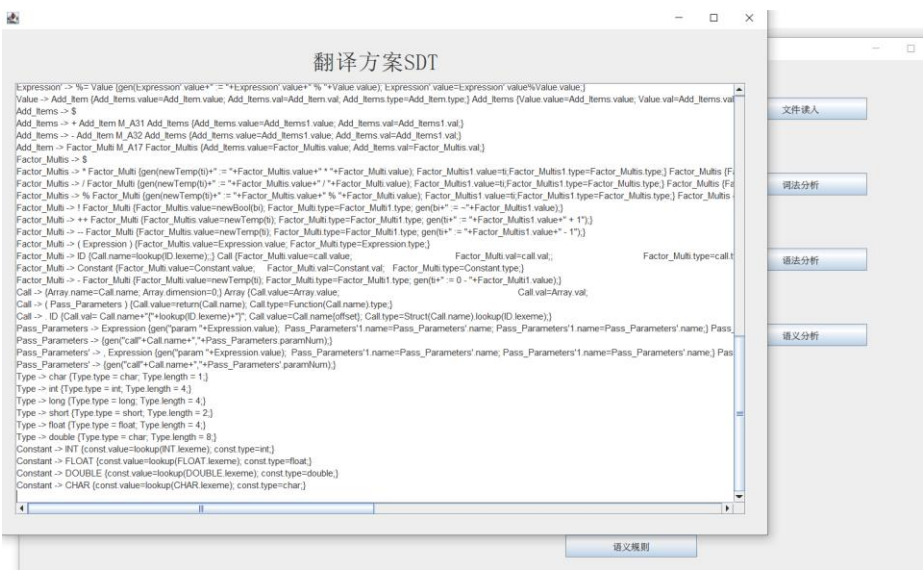 翻译方案SDT
Expression' -> %= Value {gen(Expression'.value+" := "+Expression'.value+" % "+Value.value); Expression'.value=Expression'.value%Value.value;}
Value -> Add_Item {Add_Items.value=Add_Item.value; Add_Items.val=Add_Item.val; Add_Items.type=Add_Item.type;} Add_Items {Value.value=Add_Items.value; Value.val=Add_Items.val
Add_Items -> $
Add_Items -> + Add_Item M_A31 Add_Items {Add_Items.value=Add_Items1.value; Add_Items.val=Add_Items1.val;}
Add_Items -> - Add_Item M_A32 Add_Items {Add_Items.value=Add_Items1.value; Add_Items.val=Add_Items1.val;}
Add_Item -> Factor_Multi M_A17 Factor_Multis {Add_Items.value=Factor_Multis.value; Add_Items.val=Factor_Multis.val;}
Factor_Multis -> $
Factor_Multis -> * Factor_Multi {gen(newTemp(ti)+" := "+Factor_Multis.value+" * "+Factor_Multi.value); Factor_Multis1.value=ti;Factor_Multis1.type=Factor_Multis.type;} Factor_Multis {Fa
Factor_Multis -> / Factor_Multi {gen(newTemp(ti)+" := "+Factor_Multis.value+" / "+Factor_Multi.value); Factor_Multis1.value=ti;Factor_Multis1.type=Factor_Multis.type;} Factor_Multis {Fa
Factor_Multis -> % Factor_Multi {gen(newTemp(ti)+" := "+Factor_Multis.value+" % "+Factor_Multi.value); Factor_Multis1.value=ti;Factor_Multis1.type=Factor_Multis.type;} Factor_Multis
Factor_Multi -> ! Factor_Multi {Factor_Multis.value=newBool(bi); Factor_Multi.type=Factor_Multi1.type; gen(bi+" := ~"+Factor_Multis1.value);}
Factor_Multi -> ++ Factor_Multi {Factor_Multis.value=newTemp(ti); Factor_Multi.type=Factor_Multi1.type; gen(ti+" := "+Factor_Multis1.value+" + 1");}
Factor_Multi -> -- Factor_Multi {Factor_Multis.value=newTemp(ti); Factor_Multi.type=Factor_Multi1.type; gen(ti+" := "+Factor_Multis1.value+" - 1");}
Factor_Multi -> ( Expression ) {Factor_Multis.value=Expression.value; Factor_Multi.type=Expression.type;}
Factor_Multi -> ID {Call.name=lookup(ID.lexeme);;} Call {Factor_Multi.value=call.value; Factor_Multi.val=call.val;; Factor_Multi.type=call.t
Factor_Multi -> Constant {Factor_Multi.value=Constant.value; Factor_Multi.val=Constant.val; Factor_Multi.type=Constant.type;}
Factor_Multi -> - Factor_Multi {Factor_Multis.value=newTemp(ti); Factor_Multi.type=Factor_Multi1.type; gen(ti+" := 0 - "+Factor_Multi1.value);}
Call -> {Array.name=Call.name; Array.dimension=0;} Array {Call.value=Array.value; Call.val=Array.val;
Call -> ( Pass_Parameters ) {Call.value=return(Call.name); Call.type=Function(Call.name).type;}
Call -> . ID {Call.val= Call.name+"{"+lookup(ID.lexeme)+"}"; Call.value=Call.name{offset}; Call.type=Struct(Call.name).lookup(ID.lexeme);}
Pass_Parameters -> Expression {gen("param "+Expression.value); Pass_Parameters'1.name=Pass_Parameters'.name; Pass_Parameters'1.name=Pass_Parameters'.name;} Pass_
Pass_Parameters -> {gen("call"+Call.name+","+Pass_Parameters.paramNum);}
Pass_Parameters' -> , Expression {gen("param "+Expression.value); Pass_Parameters'1.name=Pass_Parameters'.name; Pass_Parameters'1.name=Pass_Parameters'.name;} Pas
Pass_Parameters' -> {gen("call"+Call.name+","+Pass_Parameters'.paramNum);}
Type -> char {Type.type = char; Type.length = 1;}
Type -> int {Type.type = int; Type.length = 4;}
Type -> long {Type.type = long; Type.length = 4;}
Type -> short {Type.type = short; Type.length = 2;}
Type -> float {Type.type = float; Type.length = 4;}
Type -> double {Type.type = char; Type.length = 8;}
Constant -> INT {const.value=lookup(INT.lexeme); const.type=int;}
Constant -> FLOAT {const.value=lookup(FLOAT.lexeme); const.type=float;}
Constant -> DOUBLE {const.value=lookup(DOUBLE.lexeme); const.type=double;}
Constant -> CHAR {const.value=lookup(CHAR.lexeme); const.type=char;}
文件读入
词法分析
语法分析
语义分析
语义规则